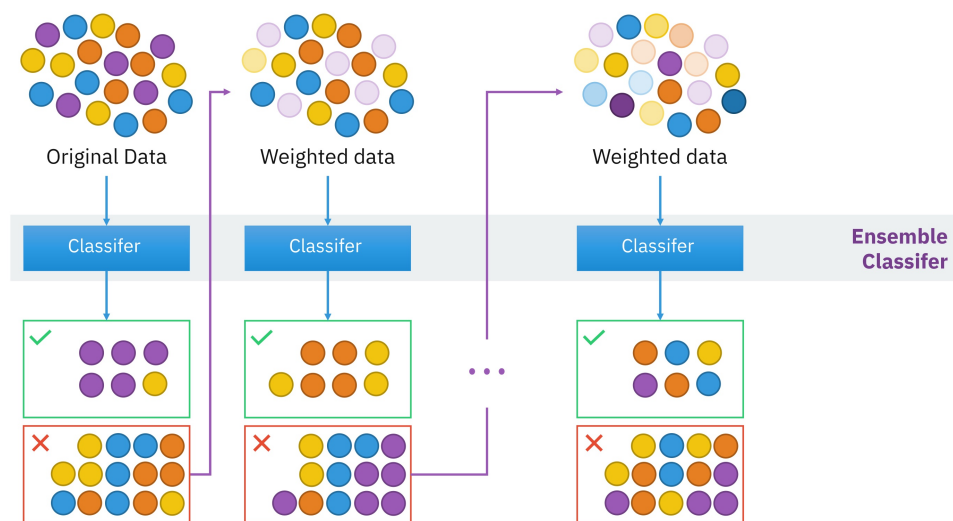 Original Data
Weighted data
Weighted data
Classifer
Classifer
Classifer
Ensemble
Classifer